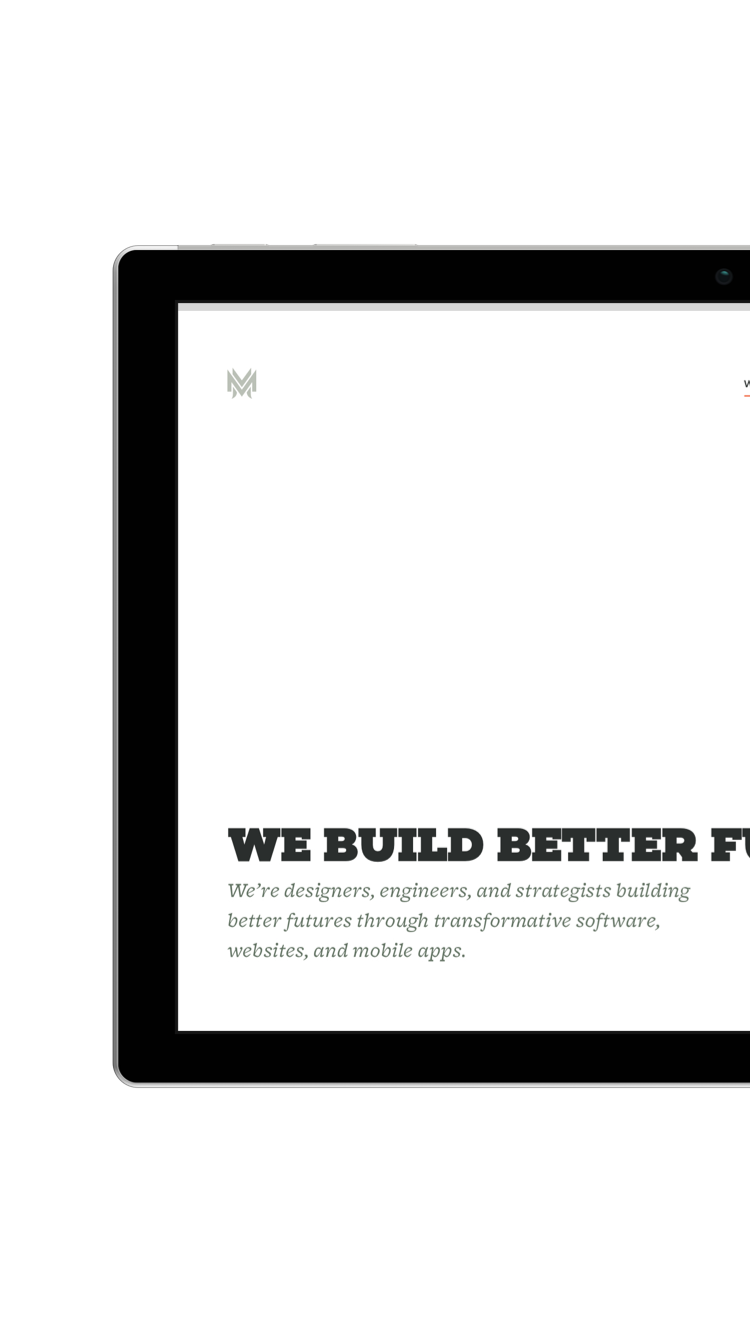 WE BUILD BETTER
We’re designers, engineers, and strategists building
better futures through transformative software,
websites, and mobile apps.